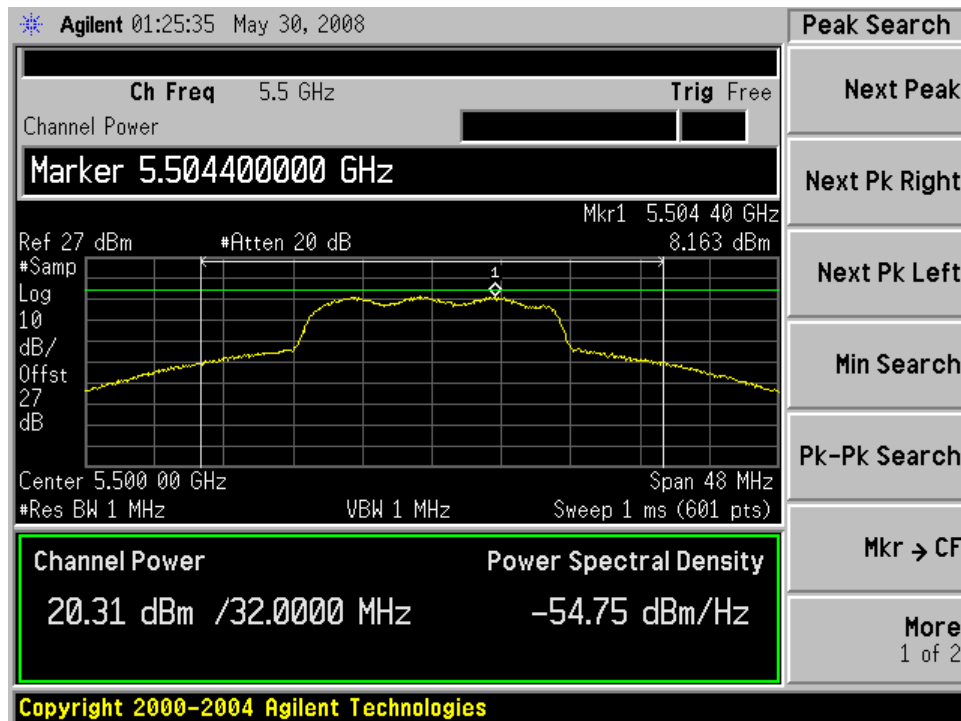 Agilent 01:25:35 May 30, 2008
Peak Search
Ch Freq 5.5 GHz Trig Free
Channel Power
Marker 5.504400000 GHz
Mkr1 5.504 40 GHz
Ref 27 dBm #Atten 20 dB 8.163 dBm
#Samp
Log
10
dB/
Offst
27
dB
1
Center 5.500 00 GHz Span 48 MHz
#Res BW 1 MHz VBW 1 MHz Sweep 1 ms (601 pts)
Channel Power Power Spectral Density
20.31 dBm /32.0000 MHz -54.75 dBm/Hz
Next Peak
Next Pk Right
Next Pk Left
Min Search
Pk-Pk Search
Mkr → CF
More
1 of 2
Copyright 2000-2004 Agilent Technologies